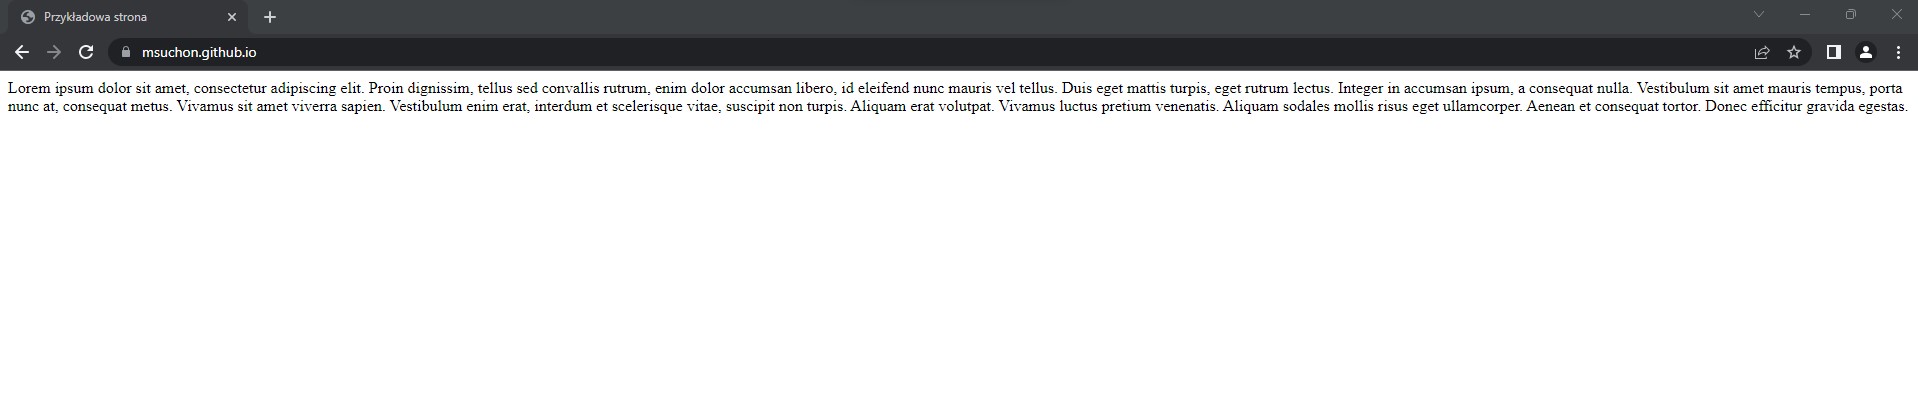 Przykładowa strona
msuchon.github.io
Lorem ipsum dolor sit amet, consectetur adipiscing elit. Proin dignissim, tellus sed convallis rutrum, enim dolor accumsan libero, id eleifend nunc mauris vel tellus. Duis eget mattis turpis, eget rutrum lectus. Integer in accumsan ipsum, a consequat nulla. Vestibulum sit amet mauris tempus, porta
nunc at, consequat metus. Vivamus sit amet viverra sapien. Vestibulum enim erat, interdum et scelerisque vitae, suscipit non turpis. Aliquam erat volutpat. Vivamus luctus pretium venenatis. Aliquam sodales mollis risus eget ullamcorper. Aenean et consequat tortor. Donec efficitur gravida egestas.